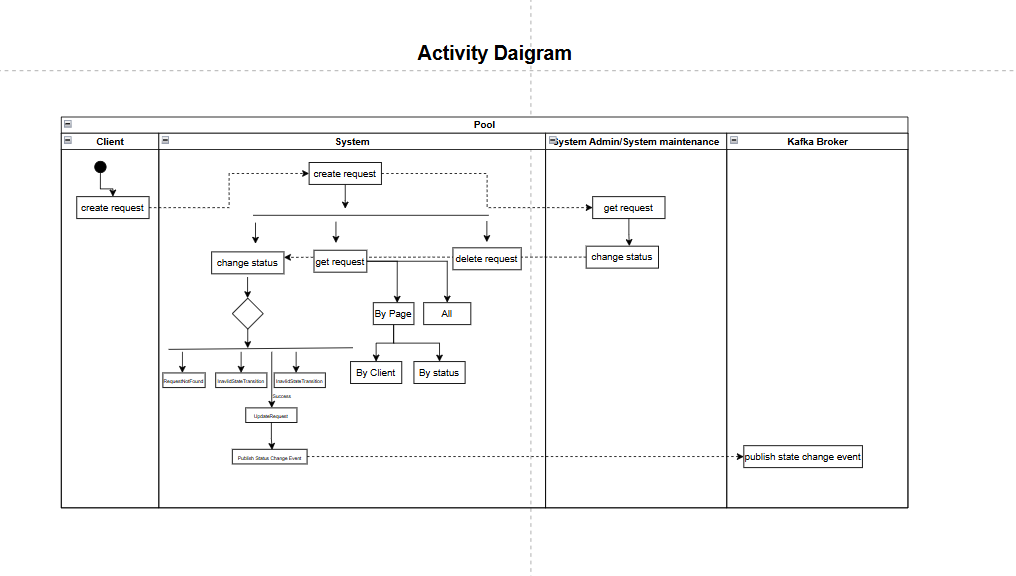 Activity Daigram
Pool
Client
System
System Admin/System maintenance
Kafka Broker
create request
create request
get request
change status
get request
delete request
change status
By Page
All
By Client
By status
RequestNotFound
InavlidStateTransition
InavlidStateTransition
Success
UpdateRequest
Publish Status Change Event
publish state change event